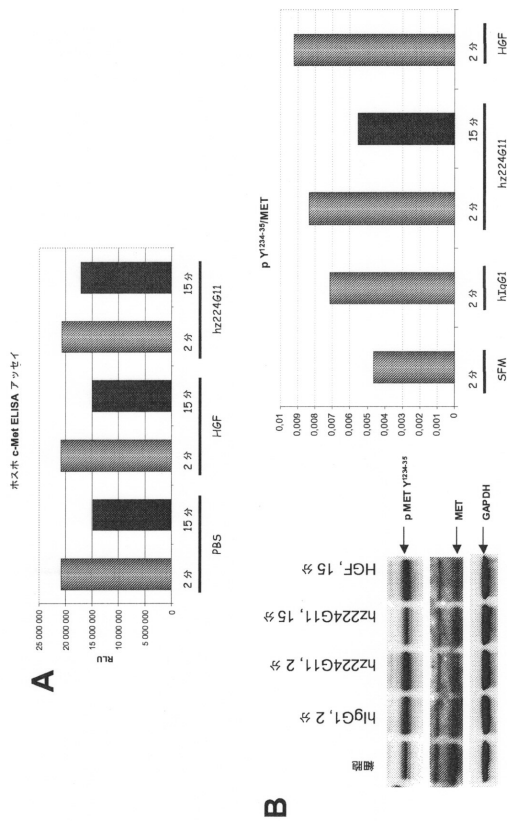 A
ホスホ c-Met ELISA アッセイ
RLU
25 000 000
20 000 000
15 000 000
10 000 000
5 000 000
0
2 分
15 分
2 分
15 分
2 分
15 分
PBS
HGF
hz224G11
B
細胞
hIgG1, 2 分
hz224G11, 2 分
hz224G11, 15 分
HGF, 15 分
p MET Y1234-35
MET
GAPDH
p Y1234-35/MET
0,01
0,009
0,008
0,007
0,006
0,005
0,004
0,003
0,002
0,001
0
2 分
2 分
2 分
15 分
2 分
SFM
hIgG1
hz224G11
HGF